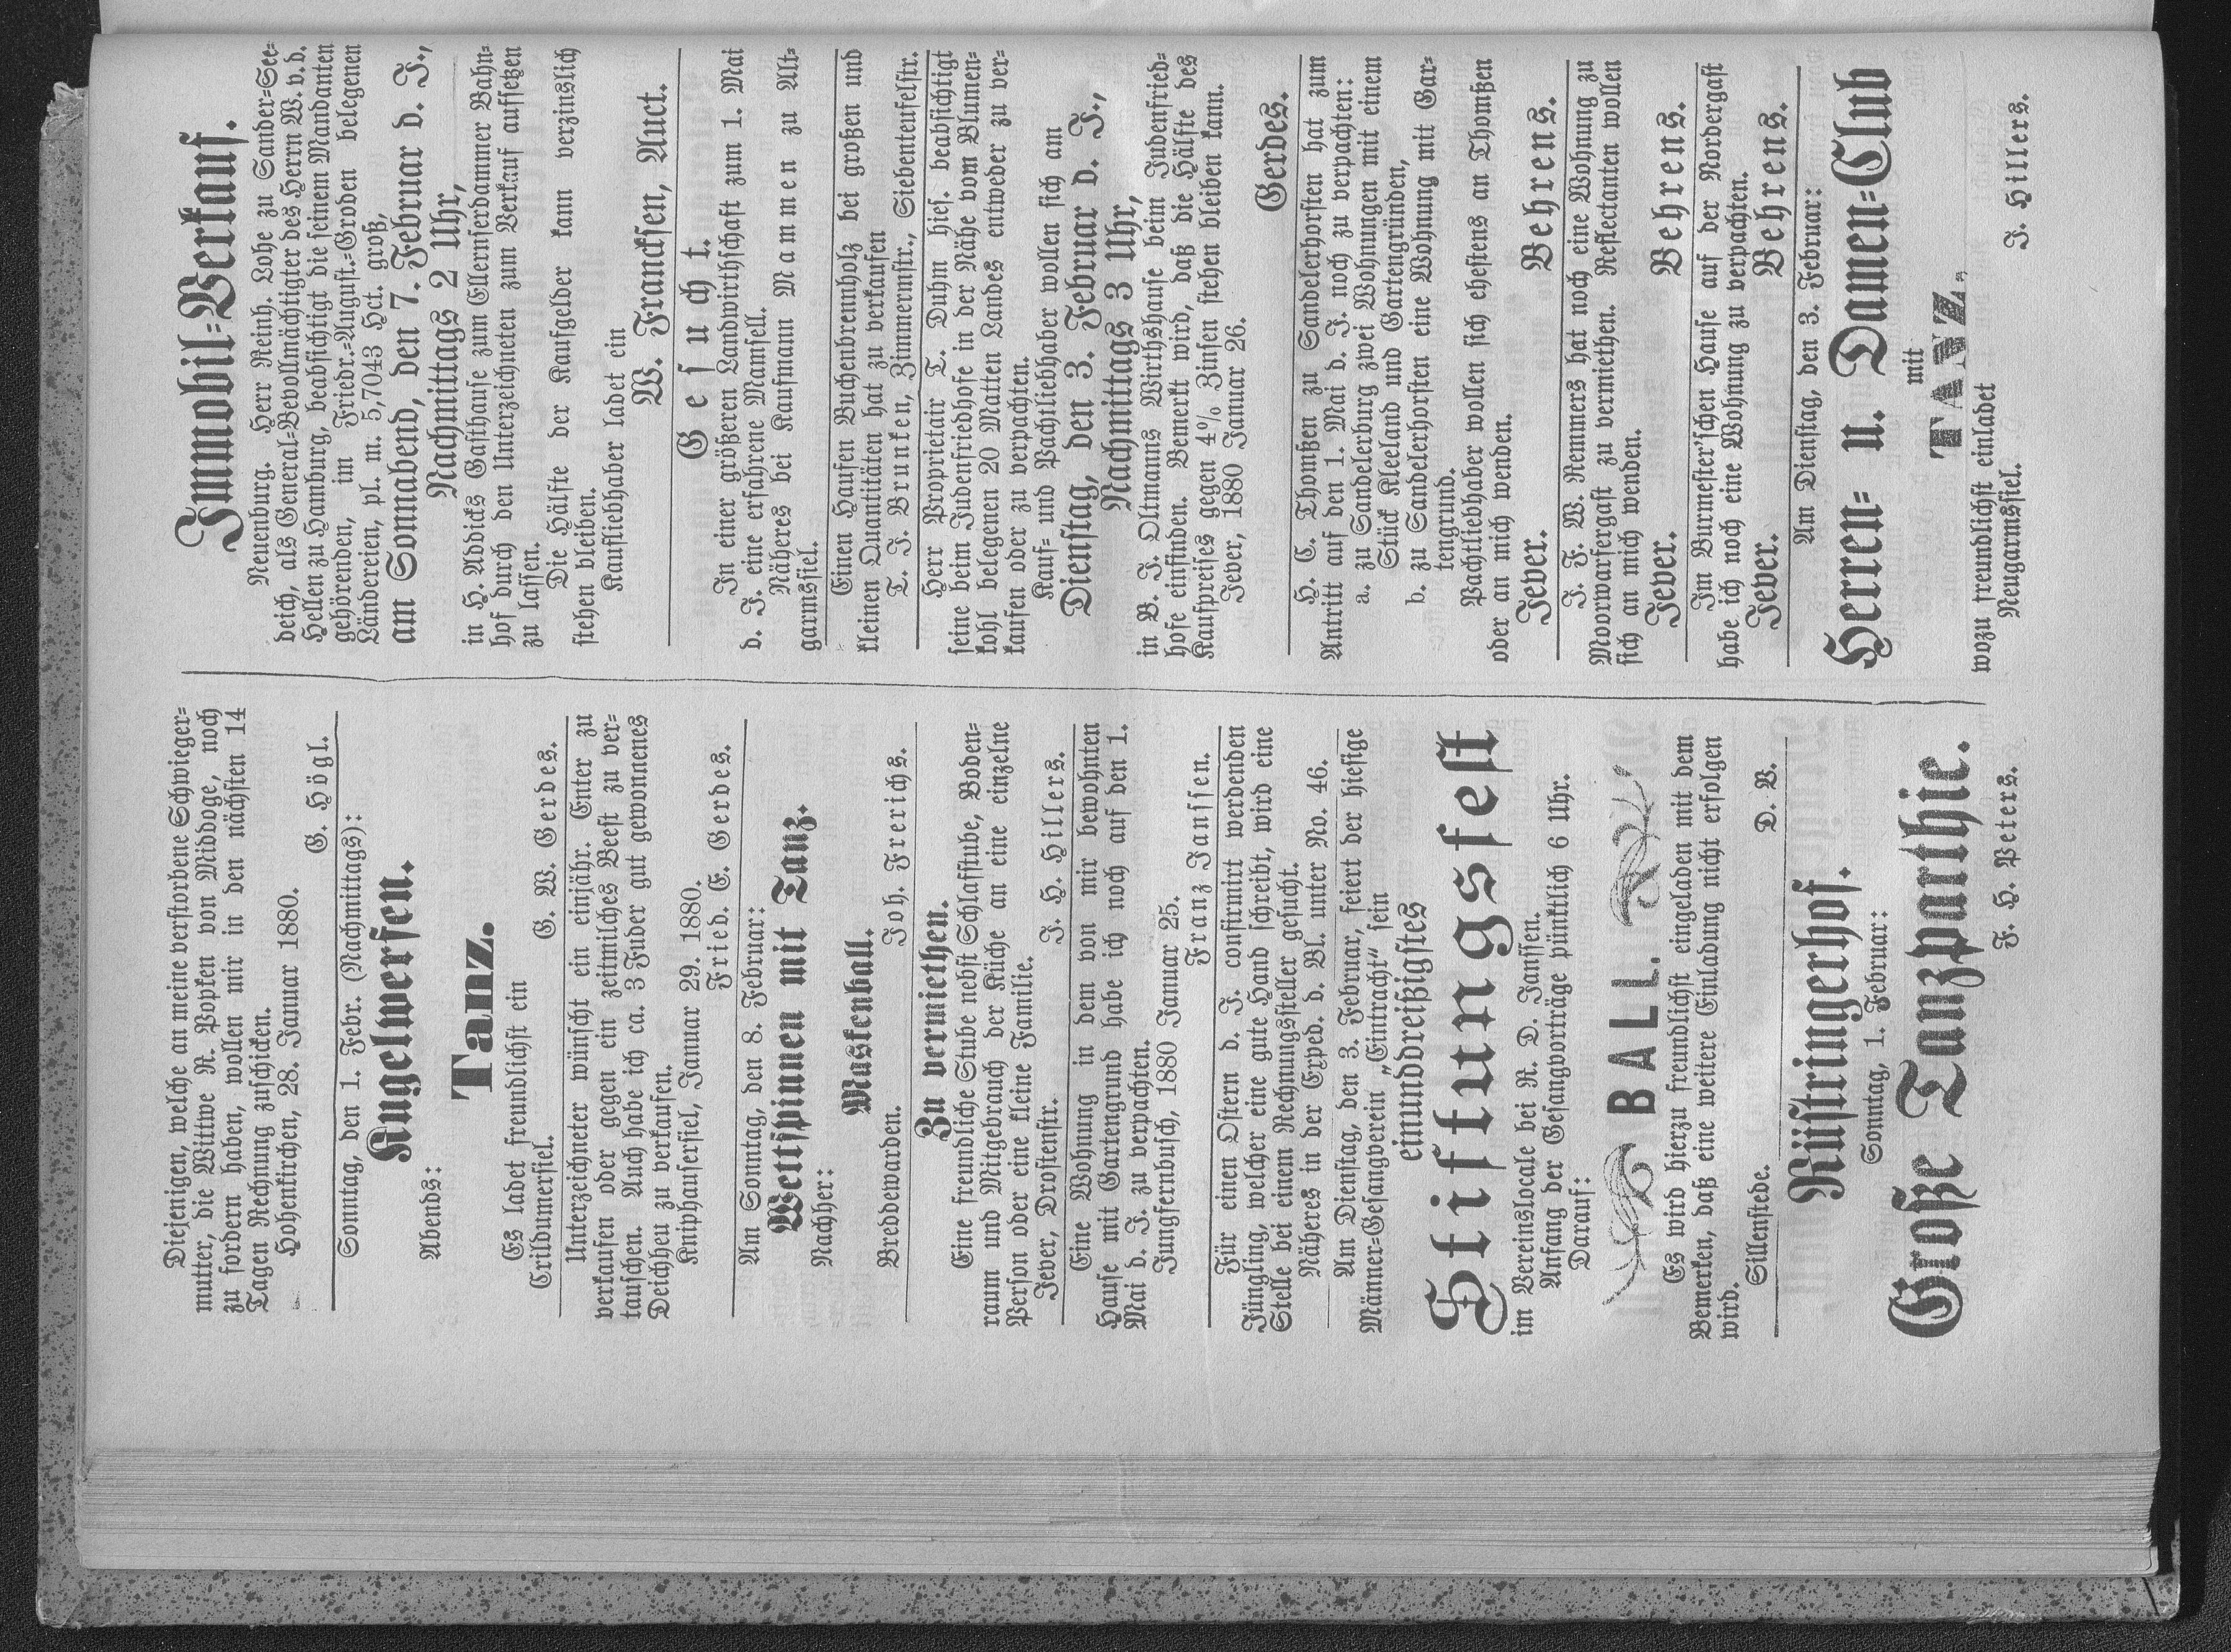 Diejenigen, welche an meine verstorbene Schwieger-
mutter, die Wittwe R. Popken von Middoge, noch
zu fordern haben, wollen mir in den nächsten 14
Tagen Rechnung zuschicken.
Hohenkirchen, 28. Januar 1880.
G. Högl.
Sonntag, den 1. Febr. (Nachmittags):
Kugelwerfen.
Abends:
Tanz.
Es ladet freundlichst ein
Crildumersiel. G. W. Gerdes.
Unterzeichneter wünscht ein einjähr. Enter zu
verkaufen oder gegen ein zeitmilches Beest zu ver-
tauschen. Auch habe ich ca. 3 Fuder gut gewonnenes
Deichheu zu verkaufen.
Kniphausersiel, Januar 29. 1880.
Fried. E. Gerdes.
Am Sonntag, den 8. Februar:
Wettspinnen mit Tanz.
Nachher:
Maskenball.
Breddewarden. Joh. Frerichs.
Zu vermiethen.
Eine freundliche Stube nebst Schlafstube, Boden-
raum und Mitgebrauch der Küche an eine einzelne
Person oder eine kleine Familie.
Jever, Drostenstr. J. H. Hillers.
Eine Wohnung in dem von mir bewohnten
Hause mit Gartengrund habe ich noch auf den 1.
Mai d. J. zu verpachten.
Jungfernbusch, 1880 Januar 25.
Franz Janssen.
Für einen Ostern d. J. confirmirt werdenden
Jüngling, welcher eine gute Hand schreibt, wird eine
Stelle bei einem Rechnungssteller gesucht.
Näheres in der Exped. d. Bl. unter No. 46.
Am Dienstag, den 3. Februar, feiert der hiesige
Männer-Gesangverein „Eintracht“ sein
einunddreißigstes
Stiftungsfest
im Vereinslocale bei R. D. Janssen.
Anfang der Gesangvorträge pünktlich 6 Uhr.
Darauf:
BALL.
Es wird hierzu freundlichst eingeladen mit dem
Bemerken, daß eine weitere Einladung nicht erfolgen
wird.
Sillenstede. D. V.
Rüstringerhof.
Sonntag, 1. Februar:
Große Tanzparthie.
F. H. Peters.
Immobil-Verkauf.
Neuenburg. Herr Reinh. Lohe zu Sander-See-
deich, als General-Bevollmächtigter des Herrn W. v. d.
Hellen zu Hamburg, beabsichtigt die seinem Mandanten
gehörenden, im Friedr.-August.-Groden belegenen
Ländereien, pl. m. 5,7043 Hct. groß,
am Sonnabend, den 7. Februar d. J.,
Nachmittags 2 Uhr,
in H. Addicks Gasthause zum Ellernserdammer Bahn-
hof durch den Unterzeichneten zum Verkauf aufsetzen
zu lassen.
Die Hälfte der Kaufgelder kann verzinslich
stehen bleiben.
Kaufliebhaber ladet ein
W. Francksen, Auct.
Gesucht.
In einer größeren Landwirthschaft zum 1. Mai
d. J. eine erfahrene Mamsell.
Näheres bei Kaufmann Mammen zu Alt-
garmssiel.
Einen Haufen Buchenbrennholz bei großen und
kleinen Quantitäten hat zu verkaufen
T. J. Brunken, Zimmermstr., Siebenteufelstr.
Herr Proprietair T. Duhm hies. beabsichtigt
seine beim Judenfriedhofe in der Nähe vom Blumen-
kohl belegenen 20 Matten Landes entweder zu ver-
kaufen oder zu verpachten.
Kauf- und Pachtliebhaber wollen sich am
Dienstag, den 3. Februar d. J.,
Nachmittags 3 Uhr,
in B. J. Oltmanns Wirthshause beim Judenfried-
hofe einfinden. Bemerkt wird, daß die Hälfte des
Kaufpreises gegen 4% Zinsen stehen bleiben kann.
Jever, 1880 Januar 26.
Gerdes.
H. C. Thomßen zu Sandelerhorsten hat zum
Antritt auf den 1. Mai d. J. noch zu verpachten:
a. zu Sandelerburg zwei Wohnungen mit einem
Stück Kleeland und Gartengründen,
b. zu Sandelerhorsten eine Wohnung mit Gar-
tengrund.
Pachtliebhaber wollen sich ehestens an Thomßen
oder an mich wenden.
Jever. Behrens.
J. F. W. Remmers hat noch eine Wohnung zu
Moorwarfergast zu vermiethen. Reflectanten wollen
sich an mich wenden.
Jever. Behrens.
Im Burmester'schen Hause auf der Nordergast
habe ich noch eine Wohnung zu verpachten.
Jever. Behrens.
Am Dienstag, den 3. Februar:
Herren- u. Damen-Club
mit
TANZ,
wozu freundlichst einladet
Neugarmssiel. J. Hillers.